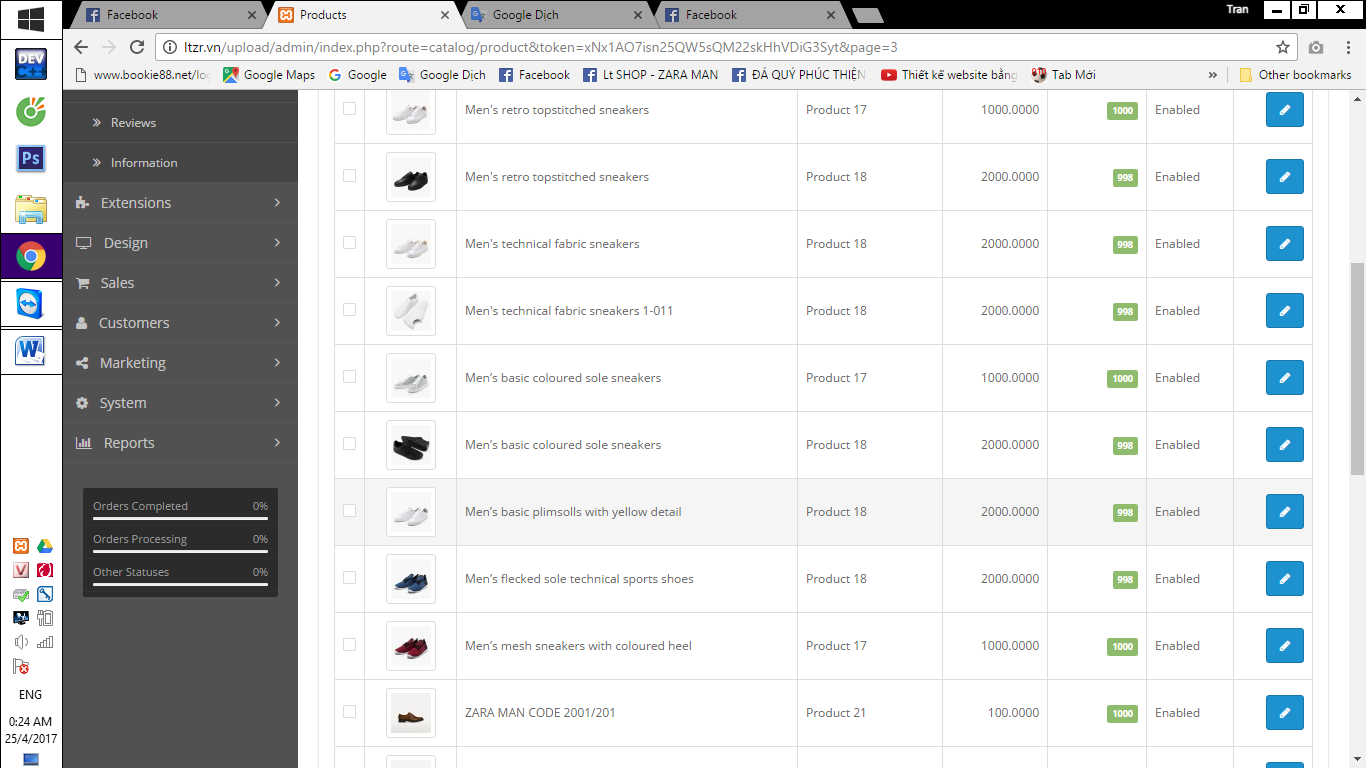 Facebook
Products
Google Dịch
Facebook
Tran
ltzr.vn/upload/admin/index.php?route=catalog/product&token=xNx1AO7isn25QW5sQM22skHhVDiG3Syt&page=3
www.bookie88.net/lo
Google Maps
Google
Google Dịch
Facebook
Lt SHOP - ZARA MAN
ĐÁ QUÝ PHÚC THIỆN
Thiết kế website bằng
Tab Mới
Other bookmarks
DEV
C++
Ps
W
Reviews
Information
Extensions
Design
Sales
Customers
Marketing
System
Reports
Orders Completed 0%
Orders Processing 0%
Other Statuses 0%
Men's retro topstitched sneakers Product 17 1000.0000 1000 Enabled
Men's retro topstitched sneakers Product 18 2000.0000 998 Enabled
Men's technical fabric sneakers Product 18 2000.0000 998 Enabled
Men's technical fabric sneakers 1-011 Product 18 2000.0000 998 Enabled
Men’s basic coloured sole sneakers Product 17 1000.0000 1000 Enabled
Men’s basic coloured sole sneakers Product 18 2000.0000 998 Enabled
Men’s basic plimsolls with yellow detail Product 18 2000.0000 998 Enabled
Men’s flecked sole technical sports shoes Product 18 2000.0000 998 Enabled
Men’s mesh sneakers with coloured heel Product 17 1000.0000 1000 Enabled
ZARA MAN CODE 2001/201 Product 21 100.0000 1000 Enabled
ENG
0:24 AM
25/4/2017